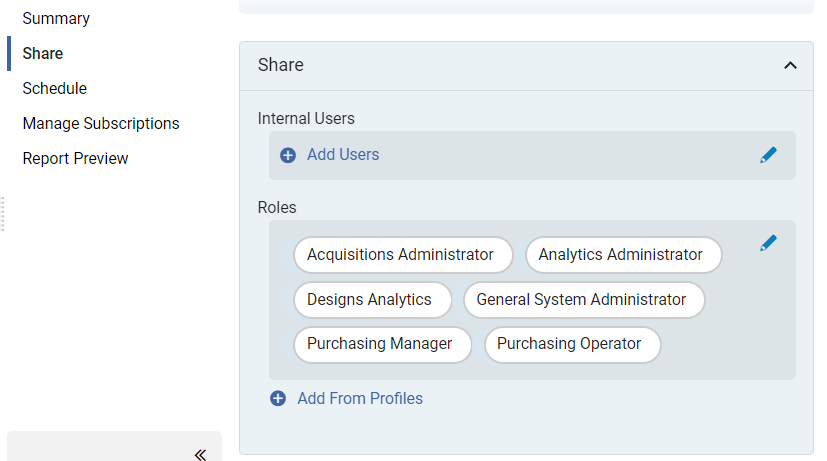 Summary
Share
Schedule
Manage Subscriptions
Report Preview
Share
Internal Users
Add Users
Roles
Acquisitions Administrator
Analytics Administrator
Designs Analytics
General System Administrator
Purchasing Manager
Purchasing Operator
Add From Profiles